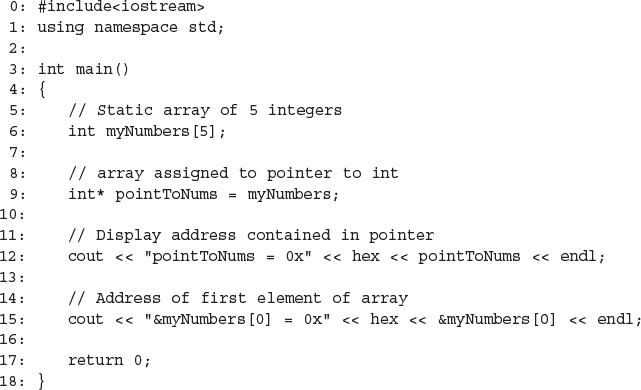 0: #include<iostream>
1: using namespace std;
2:
3: int main()
4: {
5:    // Static array of 5 integers
6:    int myNumbers[5];
7:
8:    // array assigned to pointer to int
9:    int* pointToNums = myNumbers;
10:
11:    // Display address contained in pointer
12:    cout << "pointToNums = 0x" << hex << pointToNums << endl;
13:
14:    // Address of first element of array
15:    cout << "&myNumbers[0] = 0x" << hex << &myNumbers[0] << endl;
16:
17:    return 0;
18: }